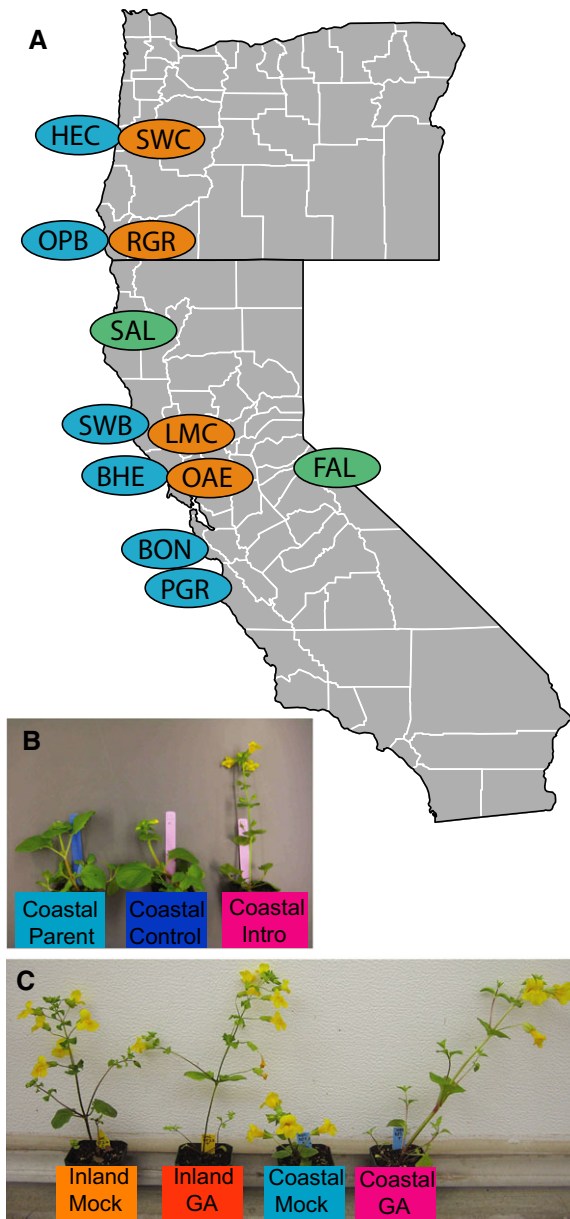 A
HEC
SWC
OPB
RGR
SAL
SWB
LMC
BHE
OAE
FAL
BON
PGR
B
Coastal Parent
Coastal Control
Coastal Intro
C
Inland Mock
Inland GA
Coastal Mock
Coastal GA